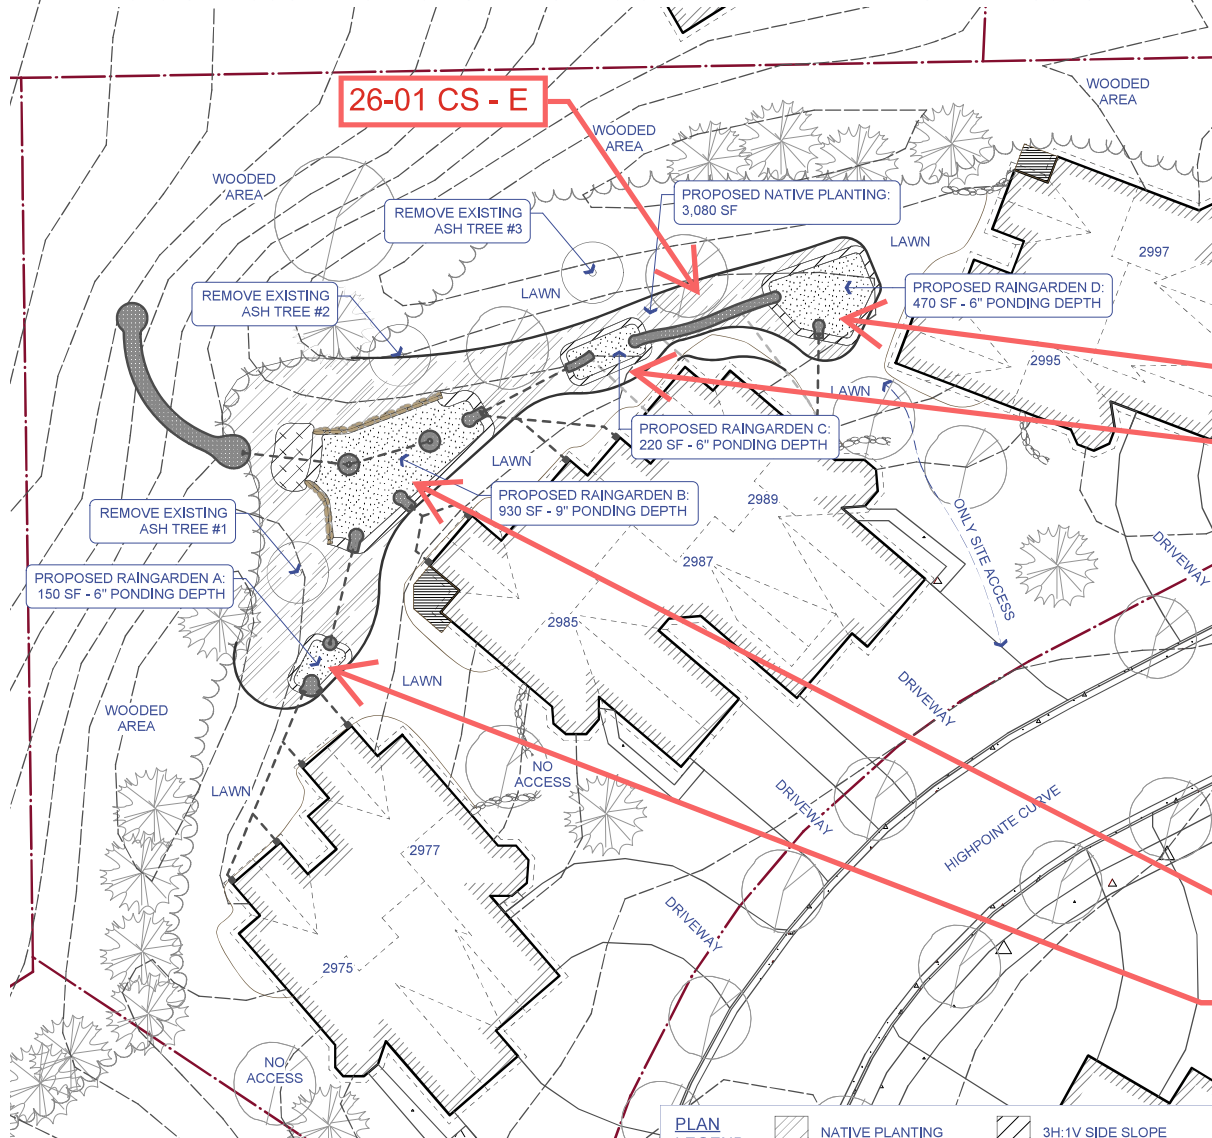 26-01 CS - E
WOODED
AREA
WOODED
AREA
WOODED
AREA
PROPOSED NATIVE PLANTING:
3,080 SF
REMOVE EXISTING
ASH TREE #3
LAWN
2997
REMOVE EXISTING
ASH TREE #2
LAWN
PROPOSED RAINGARDEN D:
470 SF - 6" PONDING DEPTH
2995
LAWN
PROPOSED RAINGARDEN C:
220 SF - 6" PONDING DEPTH
LAWN
PROPOSED RAINGARDEN B:
930 SF - 9" PONDING DEPTH
2989
REMOVE EXISTING
ASH TREE #1
ONLY SITE ACCESS
DRIVEWAY
2987
PROPOSED RAINGARDEN A:
150 SF - 6" PONDING DEPTH
2985
LAWN
DRIVEWAY
WOODED
AREA
NO
ACCESS
LAWN
DRIVEWAY
HIGHPOINTE CURVE
2977
DRIVEWAY
2975
NO
ACCESS
PLAN
LEGEND
NATIVE PLANTING
3H:1V SIDE SLOPE